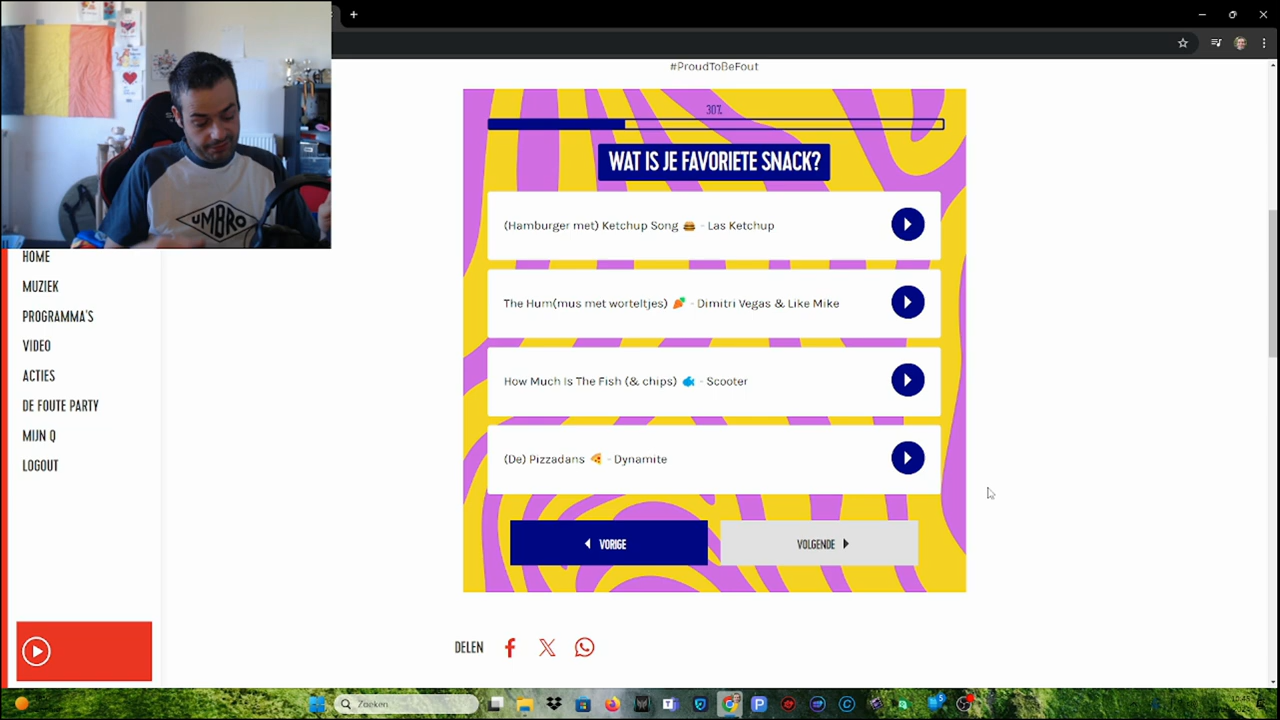 UMBRO
#ProudToBeFout
30%
WAT IS JE FAVORIETE SNACK?
(Hamburger met) Ketchup Song 🍔 - Las Ketchup
The Hum(mus met worteltjes) 🥕 - Dimitri Vegas & Like Mike
How Much Is The Fish (& chips) 🐟 - Scooter
(De) Pizzadans 🍕 - Dynamite
VORIGE
VOLGENDE
DELEN
HOME
MUZIEK
PROGRAMMA'S
VIDEO
ACTIES
DE FOUTE PARTY
MIJN Q
LOGOUT
Zoeken